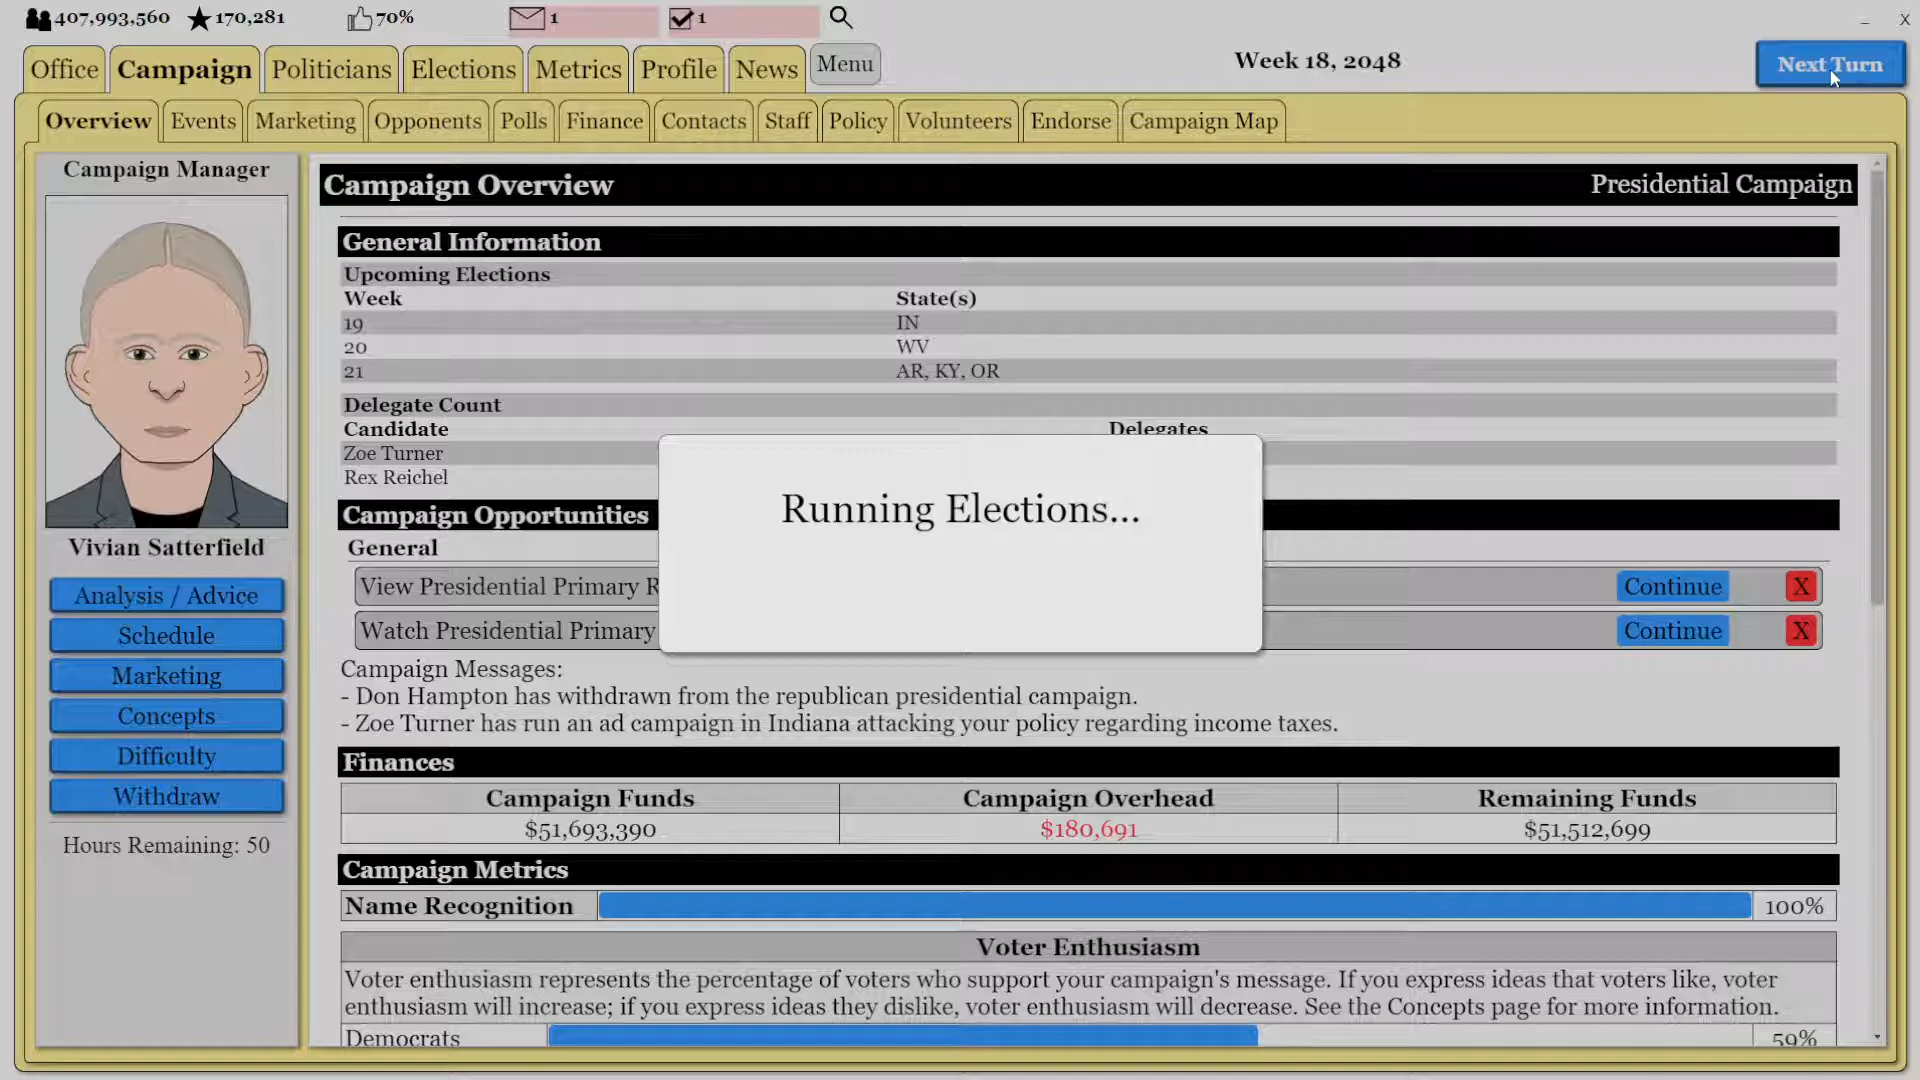 407,993,560 170,281 70% 1 1
_ X
Office Campaign Politicians Elections Metrics Profile News Menu
Week 18, 2048
Next Turn
Overview Events Marketing Opponents Polls Finance Contacts Staff Policy Volunteers Endorse Campaign Map
Campaign Manager
Vivian Satterfield
Analysis / Advice
Schedule
Marketing
Concepts
Difficulty
Withdraw
Hours Remaining: 50
Campaign Overview Presidential Campaign
General Information
Upcoming Elections
Week State(s)
19 IN
20 WV
21 AR, KY, OR
Delegate Count
Candidate Delegates
Zoe Turner
Rex Reichel
Running Elections...
Campaign Opportunities
General
View Presidential Primary R Continue X
Watch Presidential Primary Continue X
Campaign Messages:
- Don Hampton has withdrawn from the republican presidential campaign.
- Zoe Turner has run an ad campaign in Indiana attacking your policy regarding income taxes.
Finances
Campaign Funds Campaign Overhead Remaining Funds
$51,693,390 $180,691 $51,512,699
Campaign Metrics
Name Recognition 100%
Voter Enthusiasm
Voter enthusiasm represents the percentage of voters who support your campaign's message. If you express ideas that voters like, voter
enthusiasm will increase; if you express ideas they dislike, voter enthusiasm will decrease. See the Concepts page for more information.
Democrats 59%